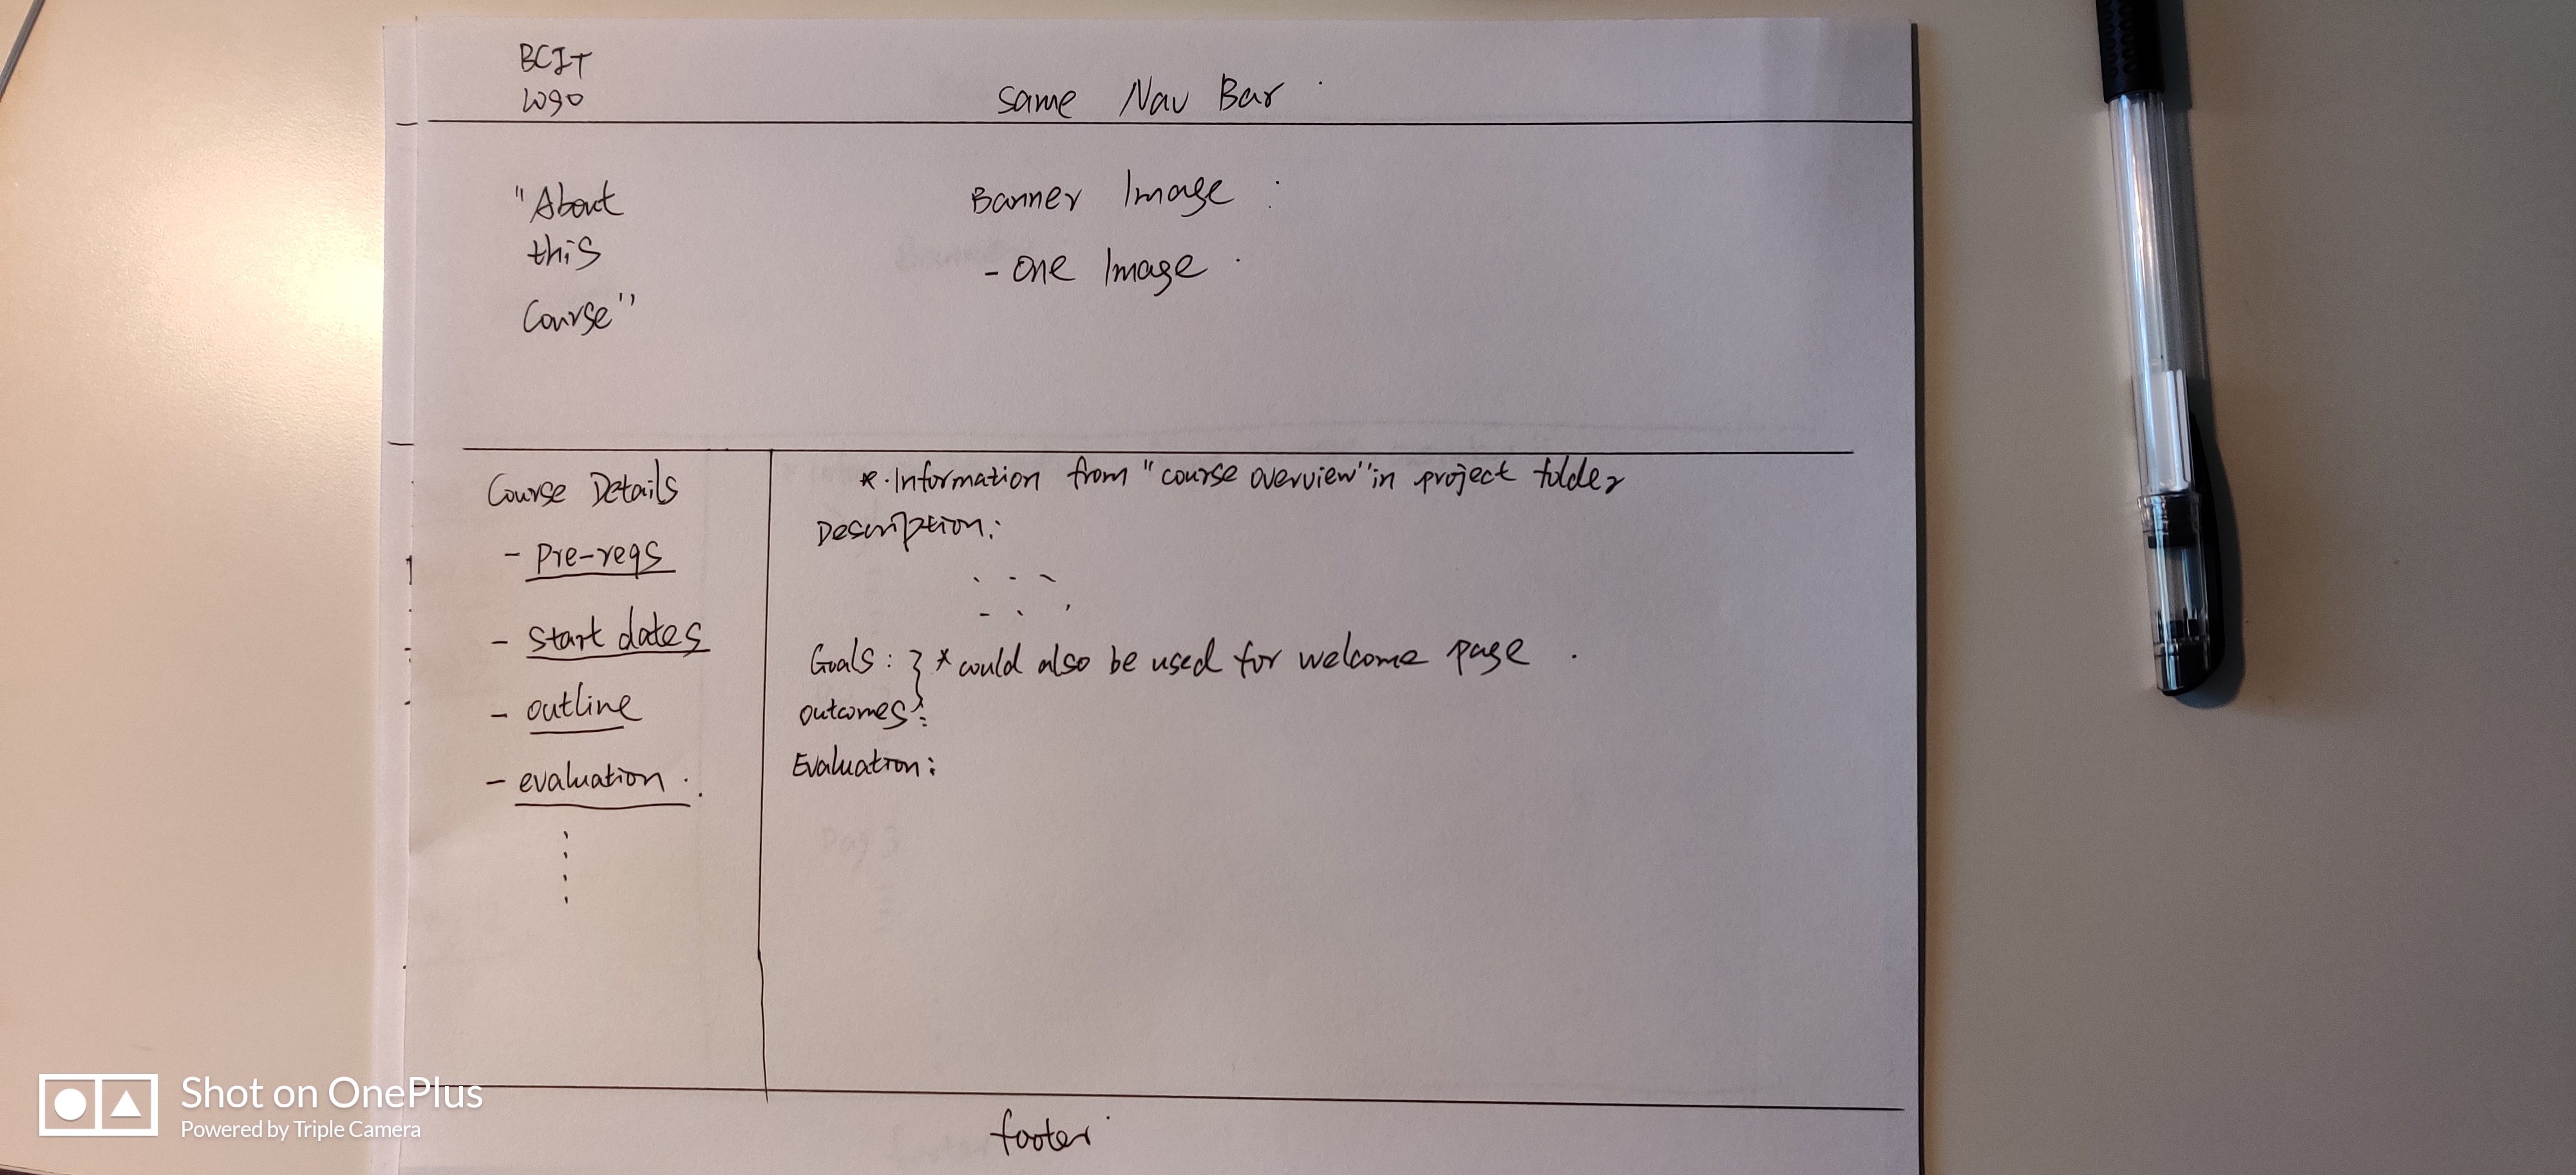 BCIT
Logo
same Nav Bar
"About
this
Course"
Banner Image :
- one Image
Course Details
- pre-reqs
- start dates
- outline
- evaluation
* Information from "course overview" in project folder
Description:
Goals : } * could also be used for welcome page .
outcomes :
Evaluation:
footer
Shot on OnePlus
Powered by Triple Camera